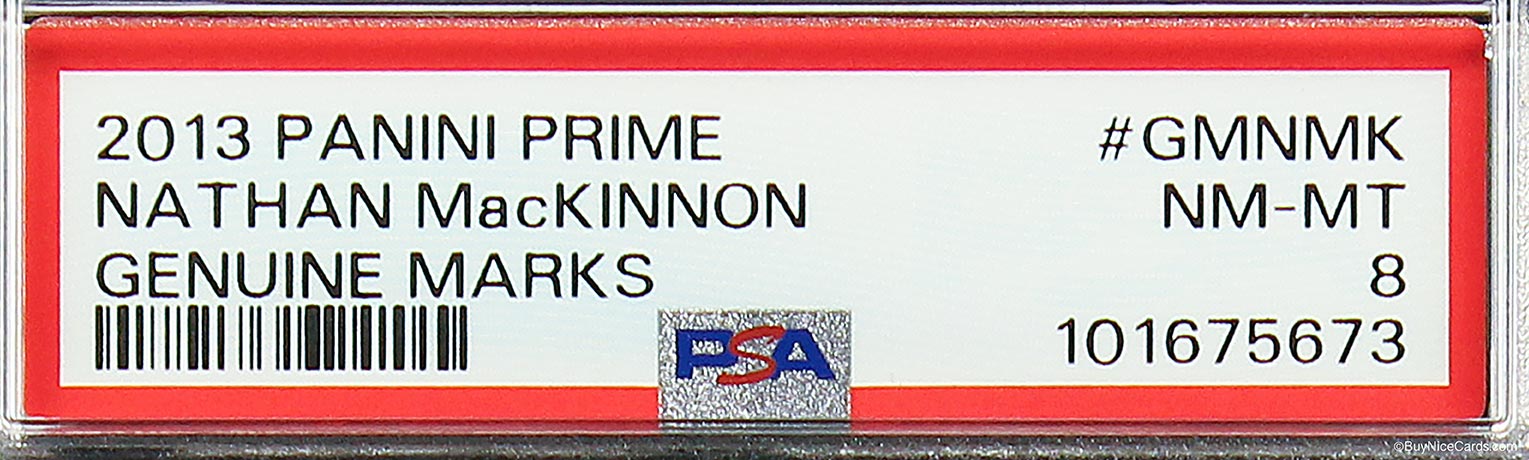 2013 PANINI PRIME #GMNMK
NATHAN MacKINNON NM-MT
GENUINE MARKS 8
PSA 101675673
©BuyNiceCards.com